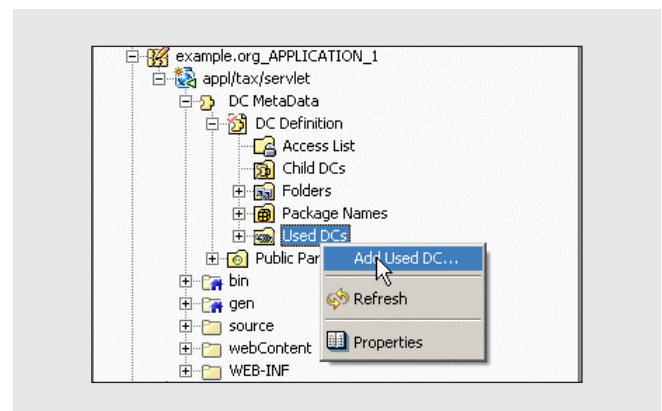 example.org_APPLICATION_1
appl/tax/servlet
DC MetaData
DC Definition
Access List
Child DCs
Folders
Package Names
Used DCs
Add Used DC...
Public Par
Refresh
bin
gen
source
Properties
webContent
WEB-INF